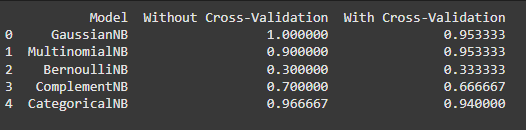 Model Without Cross-Validation With Cross-Validation
0 GaussianNB 1.000000 0.953333
1 MultinomialNB 0.900000 0.953333
2 BernoulliNB 0.300000 0.333333
3 ComplementNB 0.700000 0.666667
4 CategoricalNB 0.966667 0.940000